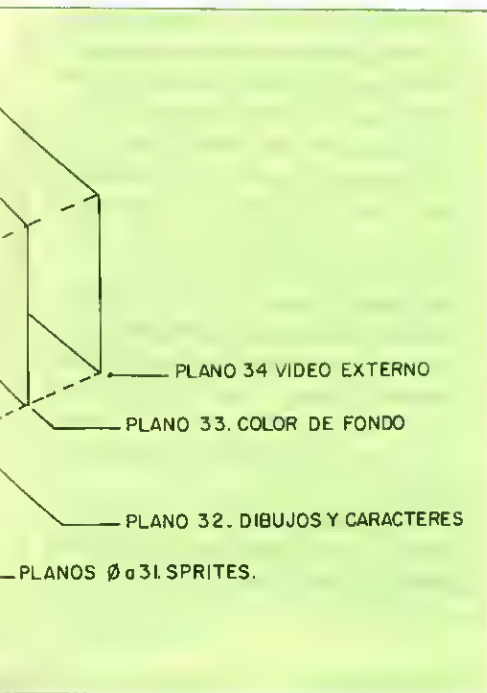 PLANO 34 VIDEO EXTERNO
PLANO 33. COLOR DE FONDO
PLANO 32. DIBUJOS Y CARACTERES
PLANOS Ø a 31. SPRITES.